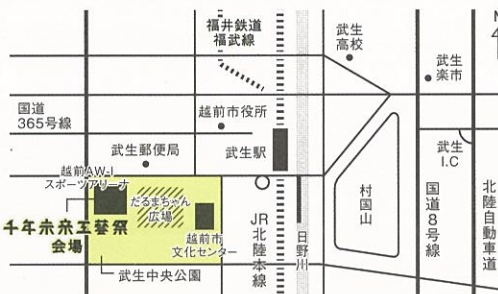 福井鉄道
福武線
武生
高校
武生
楽市
国道
365号線
越前市役所
武生郵便局
武生駅
武生
I.C
越前AW-I
スポーツアリーナ
だるまちゃん
広場
千年未来工藝祭
会場
越前市
文化センター
武生中央公園
JR北陸本線
日野川
村国山
国道8号線
北陸自動車道